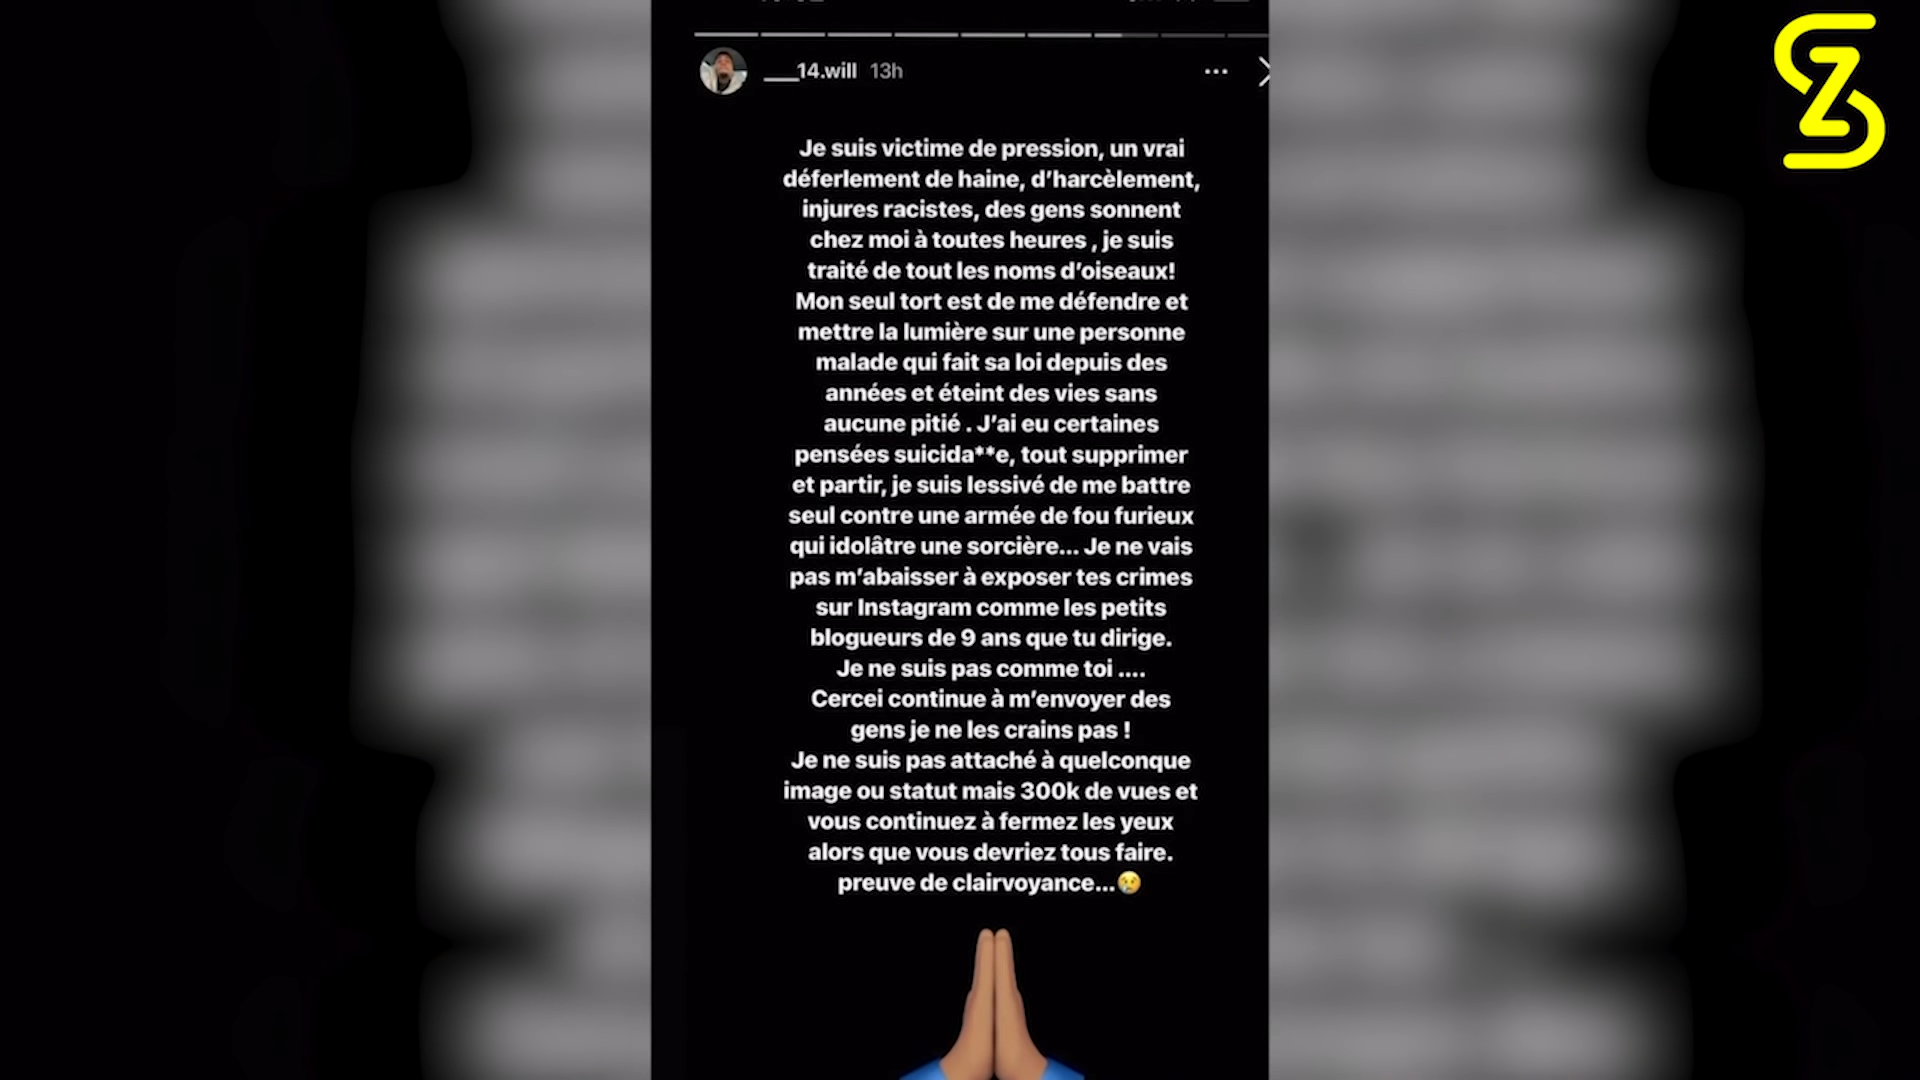 ___14.will 13h
Je suis victime de pression, un vrai
déferlement de haine, d’harcèlement,
injures racistes, des gens sonnent
chez moi à toutes heures , je suis
traité de tout les noms d’oiseaux!
Mon seul tort est de me défendre et
mettre la lumière sur une personne
malade qui fait sa loi depuis des
années et éteint des vies sans
aucune pitié . J’ai eu certaines
pensées suicida**e, tout supprimer
et partir, je suis lessivé de me battre
seul contre une armée de fou furieux
qui idolâtre une sorcière... Je ne vais
pas m’abaisser à exposer tes crimes
sur Instagram comme les petits
blogueurs de 9 ans que tu dirige.
Je ne suis pas comme toi ....
Cercei continue à m’envoyer des
gens je ne les crains pas !
Je ne suis pas attaché à quelconque
image ou statut mais 300k de vues et
vous continuez à fermez les yeux
alors que vous devriez tous faire.
preuve de clairvoyance...😢